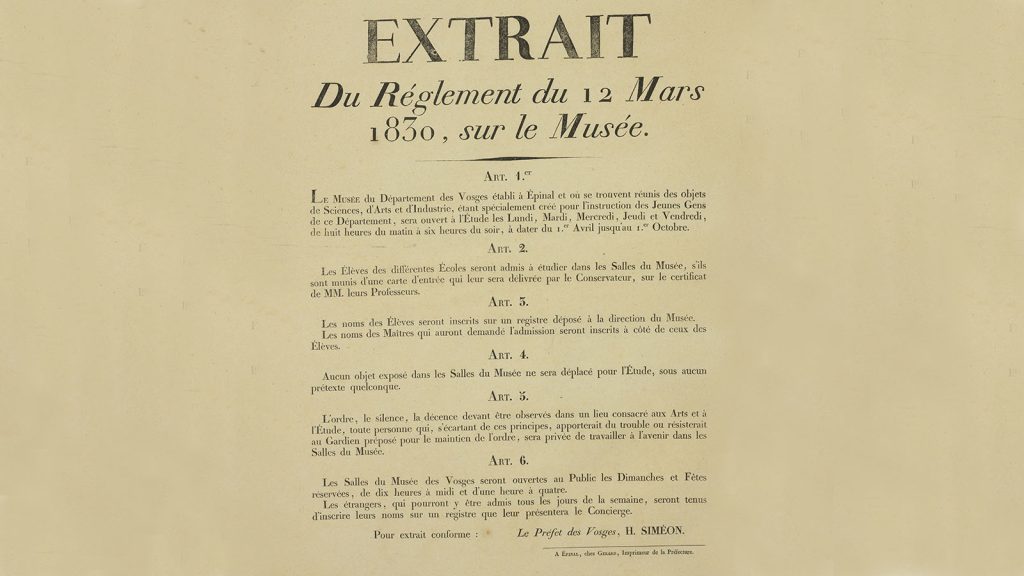 EXTRAIT
Du Réglement du 12 Mars
1830, sur le Musée.
ART. 1.er
LE MUSÉE du Département des Vosges établi à Épinal et où se trouvent réunis des objets
de Sciences, d'Arts et d'Industrie, étant spécialement créé pour l'instruction des Jeunes Gens
de ce Département, sera ouvert à l'Étude les Lundi, Mardi, Mercredi, Jeudi et Vendredi,
de huit heures du matin à six heures du soir, à dater du 1.er Avril jusqu'au 1.er Octobre.
ART. 2.
Les Élèves des différentes Écoles seront admis à étudier dans les Salles du Musée, s'ils
sont munis d'une carte d'entrée qui leur sera délivrée par le Conservateur, sur le certificat
de MM. leurs Professeurs.
ART. 3.
Les noms des Élèves seront inscrits sur un registre déposé à la direction du Musée.
Les noms des Maîtres qui auront demandé l'admission seront inscrits à côté de ceux des
Élèves.
ART. 4.
Aucun objet exposé dans les Salles du Musée ne sera déplacé pour l'Étude, sous aucun
prétexte quelconque.
ART. 5.
L'ordre, le silence, la décence devant être observés dans un lieu consacré aux Arts et à
l'Étude, toute personne qui, s'écartant de ces principes, apporterait du trouble ou résisterait
au Gardien préposé pour le maintien de l'ordre, sera privée de travailler à l'avenir dans les
Salles du Musée.
ART. 6.
Les Salles du Musée des Vosges seront ouvertes au Public les Dimanches et Fêtes
réservées, de dix heures à midi et d'une heure à quatre.
Les étrangers, qui pourront y être admis tous les jours de la semaine, seront tenus
d'inscrire leurs noms sur un registre que leur présentera le Concierge.
Pour extrait conforme : Le Préfet des Vosges, H. SIMÉON.
A ÉPINAL, chez GERARD, Imprimeur de la Préfecture.